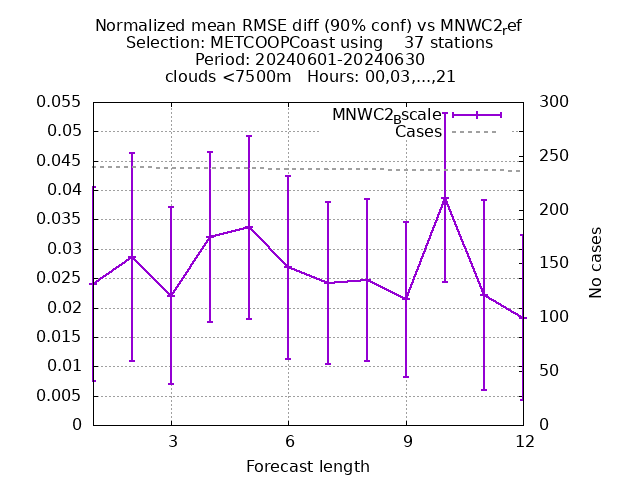 Normalized mean RMSE diff (90% conf) vs MNWC2ref
Selection: METCOOPCoast using 37 stations
Period: 20240601-20240630
clouds <7500m Hours: 00,03,...,21
MNWC2Bscale
Cases
0.055
0.05
0.045
0.04
0.035
0.03
0.025
0.02
0.015
0.01
0.005
0
300
250
200
150
100
50
0
No cases
3
6
9
12
Forecast length